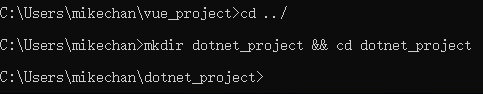 C:\Users\mikechan\vue_project>cd ../
C:\Users\mikechan>mkdir dotnet_project && cd dotnet_project
C:\Users\mikechan\dotnet_project>